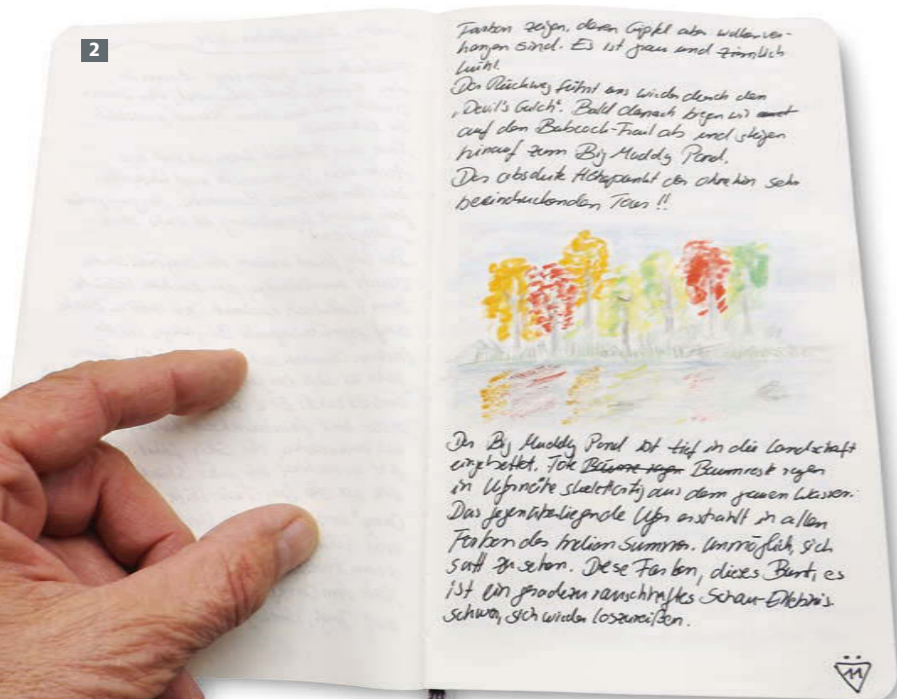 2
Farben zeigen, deren Gipfel aber wolkenver-
hangen sind. Es ist grau und ziemlich
kühl.
Der Rückweg führt uns wieder durch den
„Devil's Gulch“. Bald danach biegen wir
auf den Babcock-Trail ab und steigen
hinauf zum Big Muddy Pond.
Der absolute Höhepunkt der ohnehin sehr
beeindruckenden Tour !!
Der Big Muddy Pond ist tief in die Landschaft
eingebettet. Tote Bäume ragen Baumreste ragen
in Ufernähe skelettartig aus dem grauen Wasser.
Das gegenüberliegende Ufer erstrahlt in allen
Farben des Indian Summer. Unmöglich, sich
satt zu sehen. Diese Farben, dieses Bunt, es
ist ein geradezu rauschhaftes Schau-Erlebnis
schwer, sich wieder loszureißen.